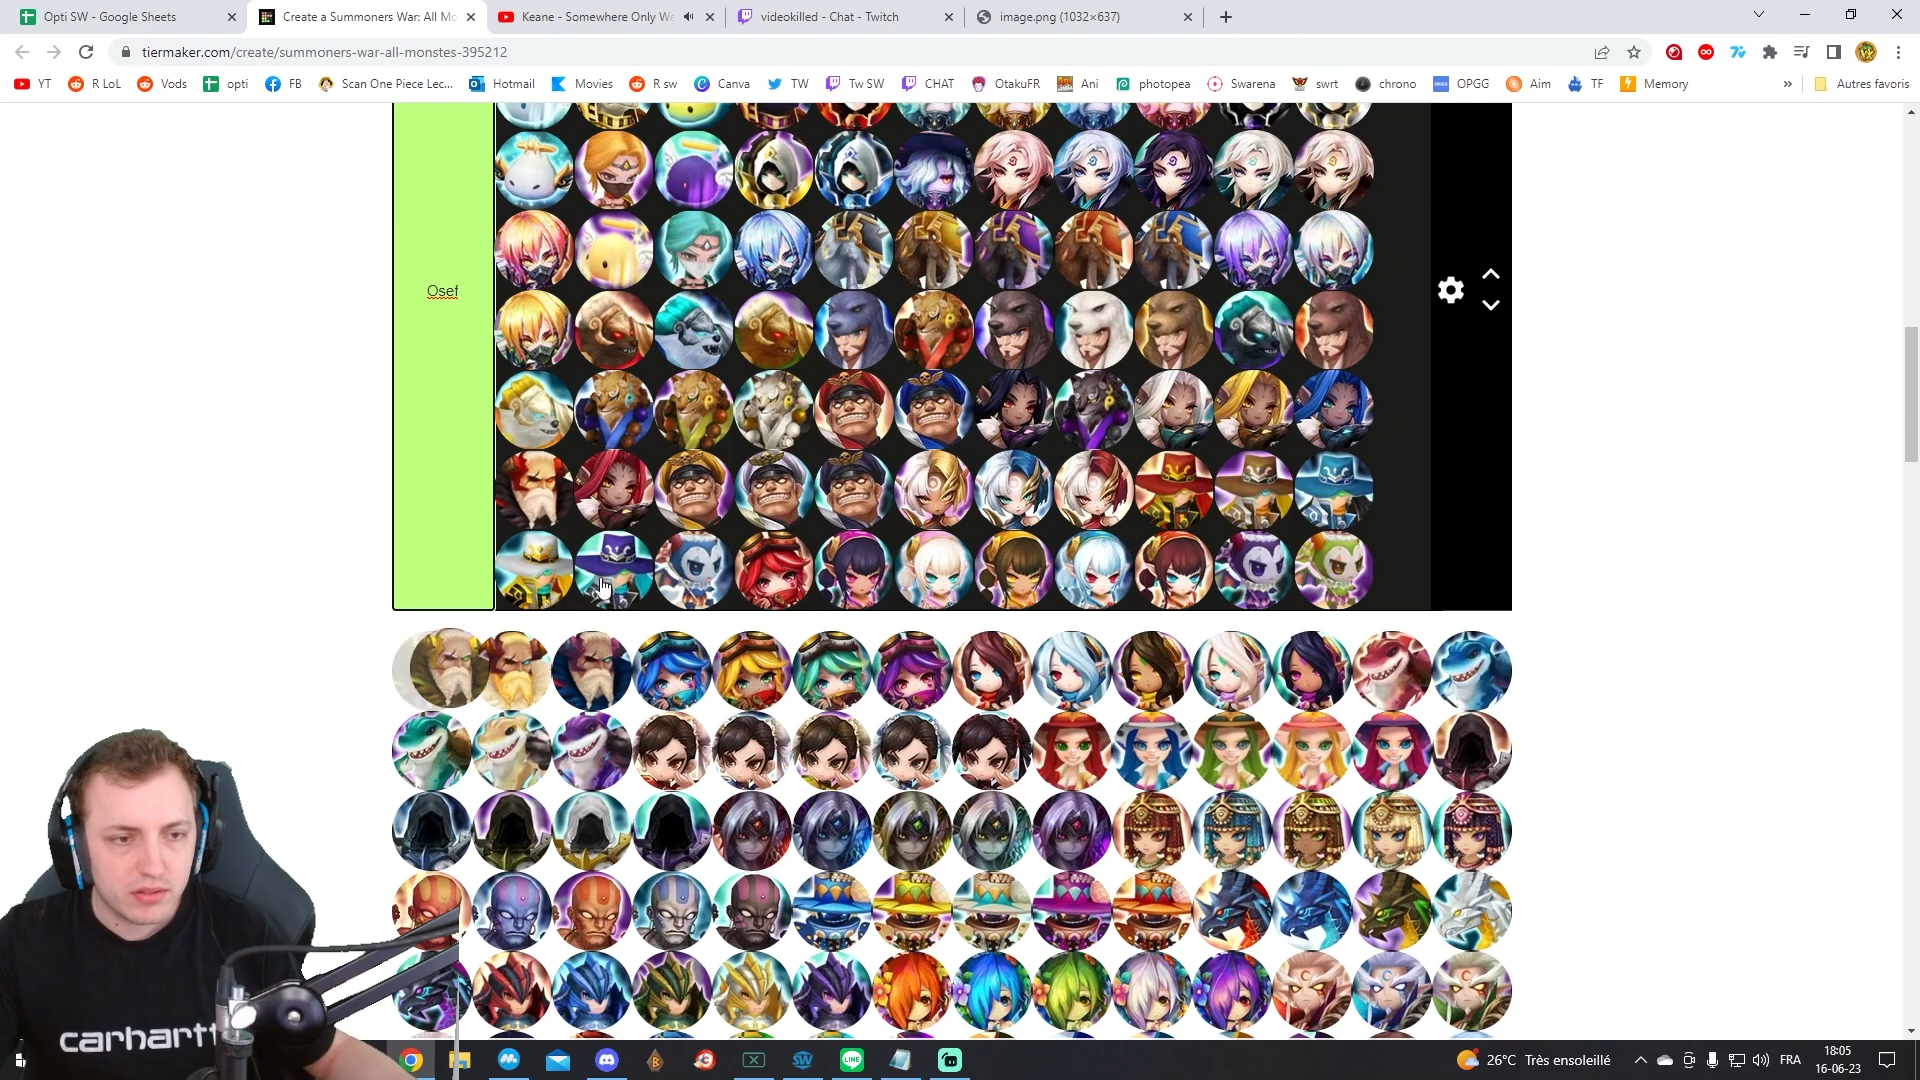 Opti SW - Google Sheets
Create a Summoners War: All Mo
Keane - Somewhere Only We
videokilled - Chat - Twitch
image.png (1032×637)
tiermaker.com/create/summoners-war-all-monstes-395212
YT
R LoL
Vods
opti
FB
Scan One Piece Lec...
Hotmail
Movies
R sw
Canva
TW
Tw SW
CHAT
OtakuFR
Ani
photopea
Swarena
swrt
chrono
OPGG
Aim
TF
Memory
»
Autres favoris
Osef
carhartt
26°C Très ensoleillé
FRA
18:05
16-06-23